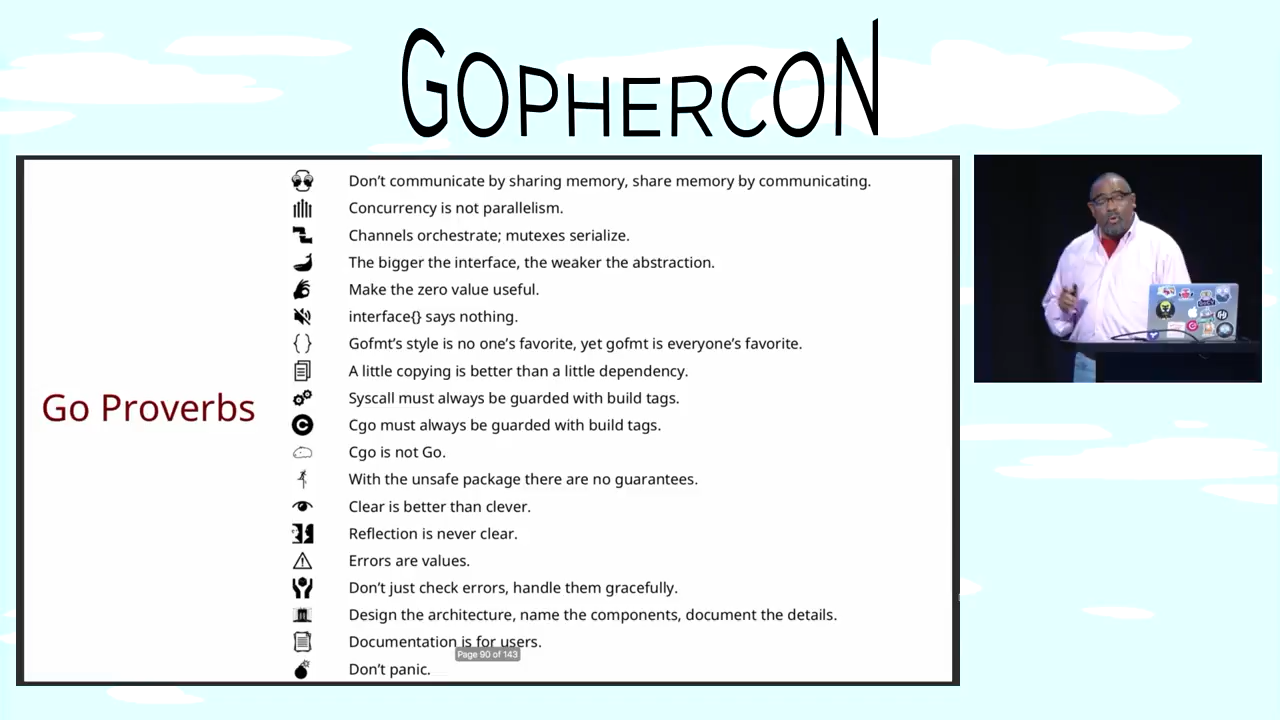 GOPHERCON
Go Proverbs
Don’t communicate by sharing memory, share memory by communicating.
Concurrency is not parallelism.
Channels orchestrate; mutexes serialize.
The bigger the interface, the weaker the abstraction.
Make the zero value useful.
interface{} says nothing.
Gofmt’s style is no one’s favorite, yet gofmt is everyone’s favorite.
A little copying is better than a little dependency.
Syscall must always be guarded with build tags.
Cgo must always be guarded with build tags.
Cgo is not Go.
With the unsafe package there are no guarantees.
Clear is better than clever.
Reflection is never clear.
Errors are values.
Don’t just check errors, handle them gracefully.
Design the architecture, name the components, document the details.
Documentation is for users.
Page 90 of 143
Don’t panic.